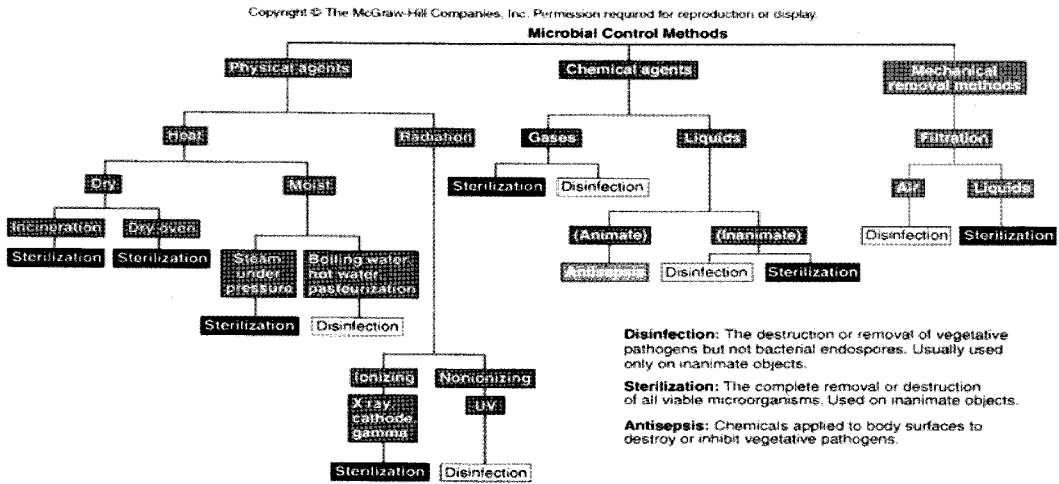 Copyright © The McGraw-Hill Companies, Inc. Permission required for reproduction or display.
Microbial Control Methods
Physical agents
Chemical agents
Mechanical
removal methods
Heat
Radiation
Gases
Liquids
Filtration
Dry
Moist
Sterilization
Disinfection
Air
Liquids
Incineration
Dry oven
(Animate)
(Inanimate)
Disinfection
Sterilization
Sterilization
Sterilization
Steam
under
pressure
Boiling water
hot water
pasteurization
Antisepsis
Disinfection
Sterilization
Sterilization
Disinfection
Disinfection: The destruction or removal of vegetative
pathogens but not bacterial endospores. Usually used
only on inanimate objects.
Ionizing
Nonionizing
Sterilization: The complete removal or destruction
of all viable microorganisms. Used on inanimate objects.
X ray
cathode
gamma
UV
Antisepsis: Chemicals applied to body surfaces to
destroy or inhibit vegetative pathogens.
Sterilization
Disinfection